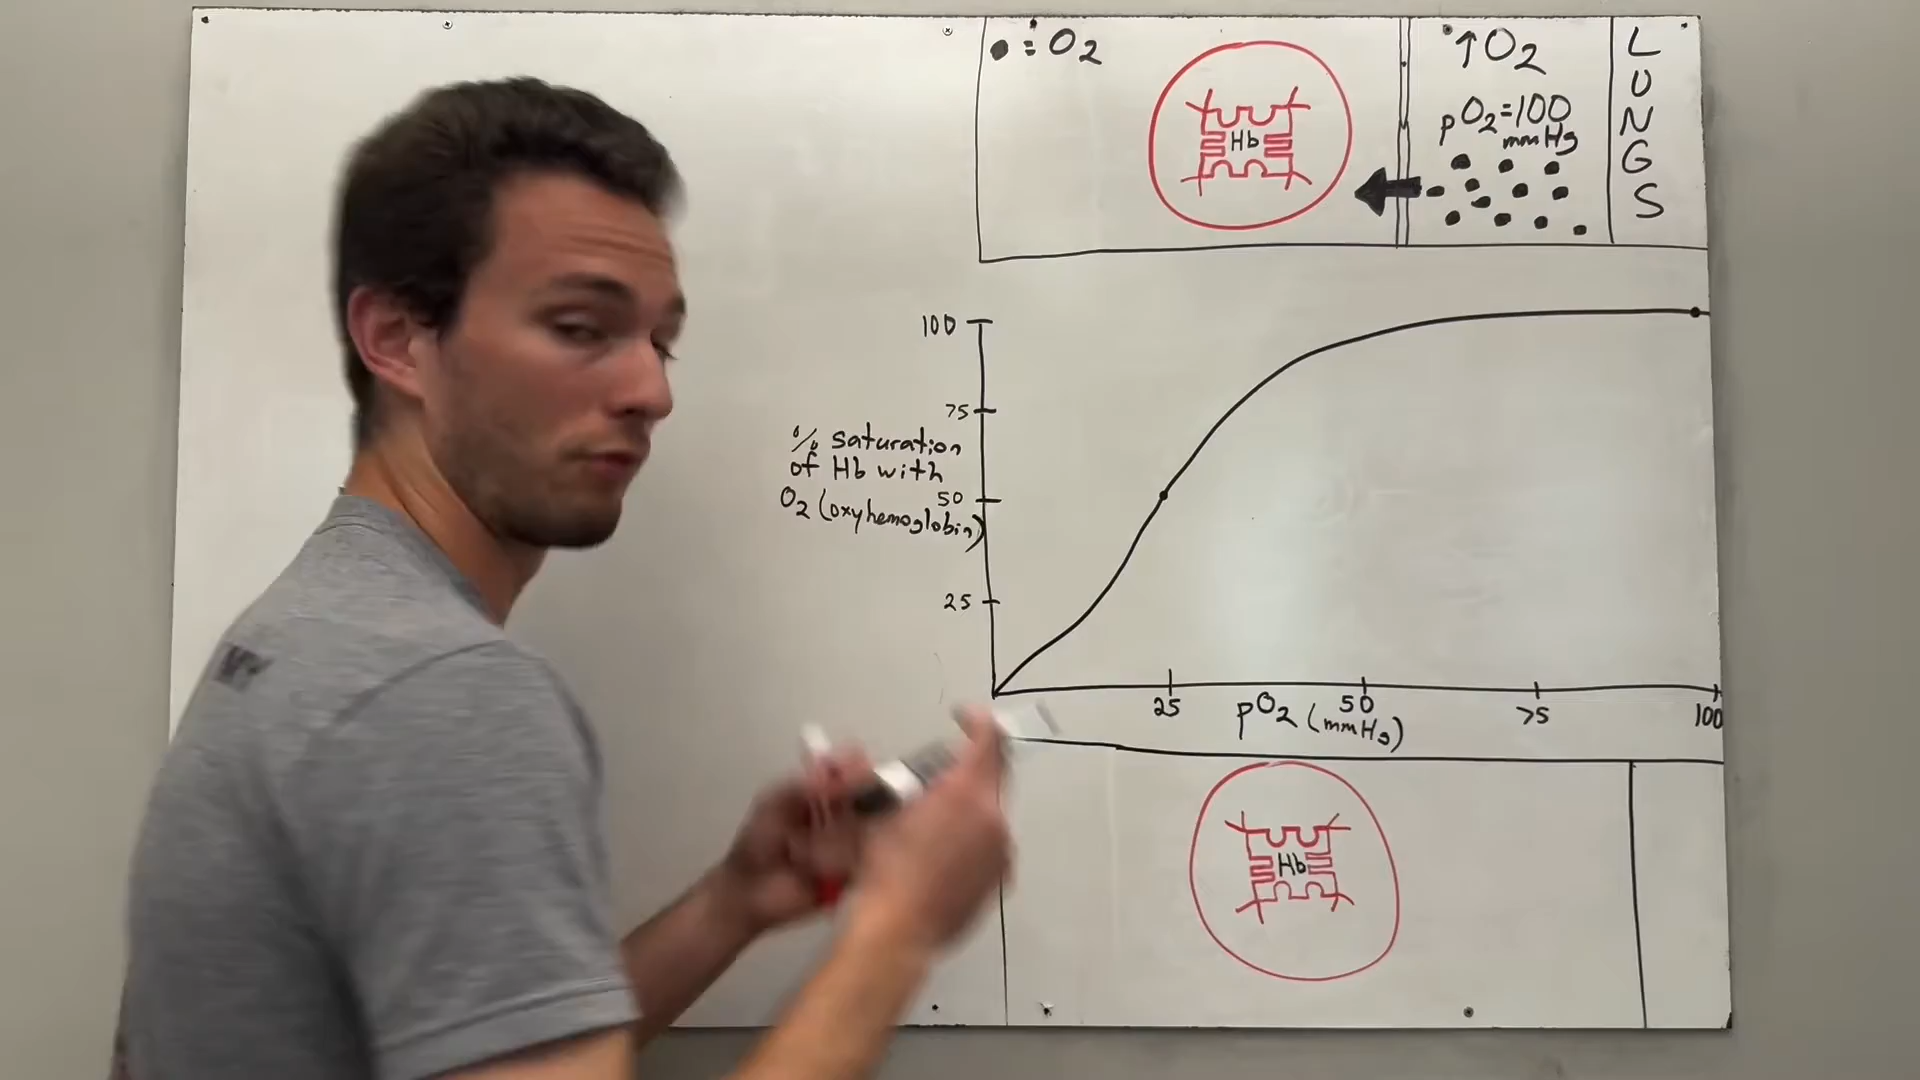 = O2
Hb
↑O2
pO2=100
mmHg
LUNGS
100
75
% saturation
of Hb with
50
O2 (oxyhemoglobin)
25
25
50
75
100
pO2 (mmHg)
Hb